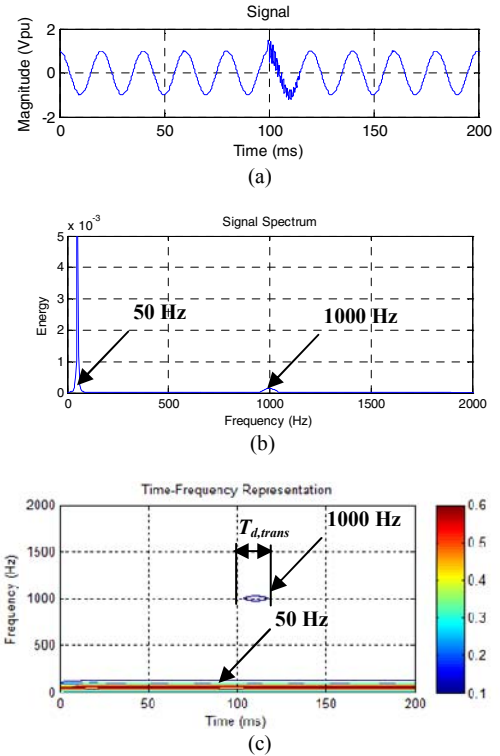 Signal
Magnitude (Vpu)
2
0
-2
0 50 100 150 200
Time (ms)
(a)
Signal Spectrum
x 10^-3
Energy
5
4
3
2
1
0
50 Hz
1000 Hz
0 500 1000 1500 2000
Frequency (Hz)
(b)
Time-Frequency Representation
Frequency (Hz)
2000
1500
1000
500
0
T_d,trans
1000 Hz
50 Hz
0 50 100 150 200
Time (ms)
0.6
0.5
0.4
0.3
0.2
0.1
(c)